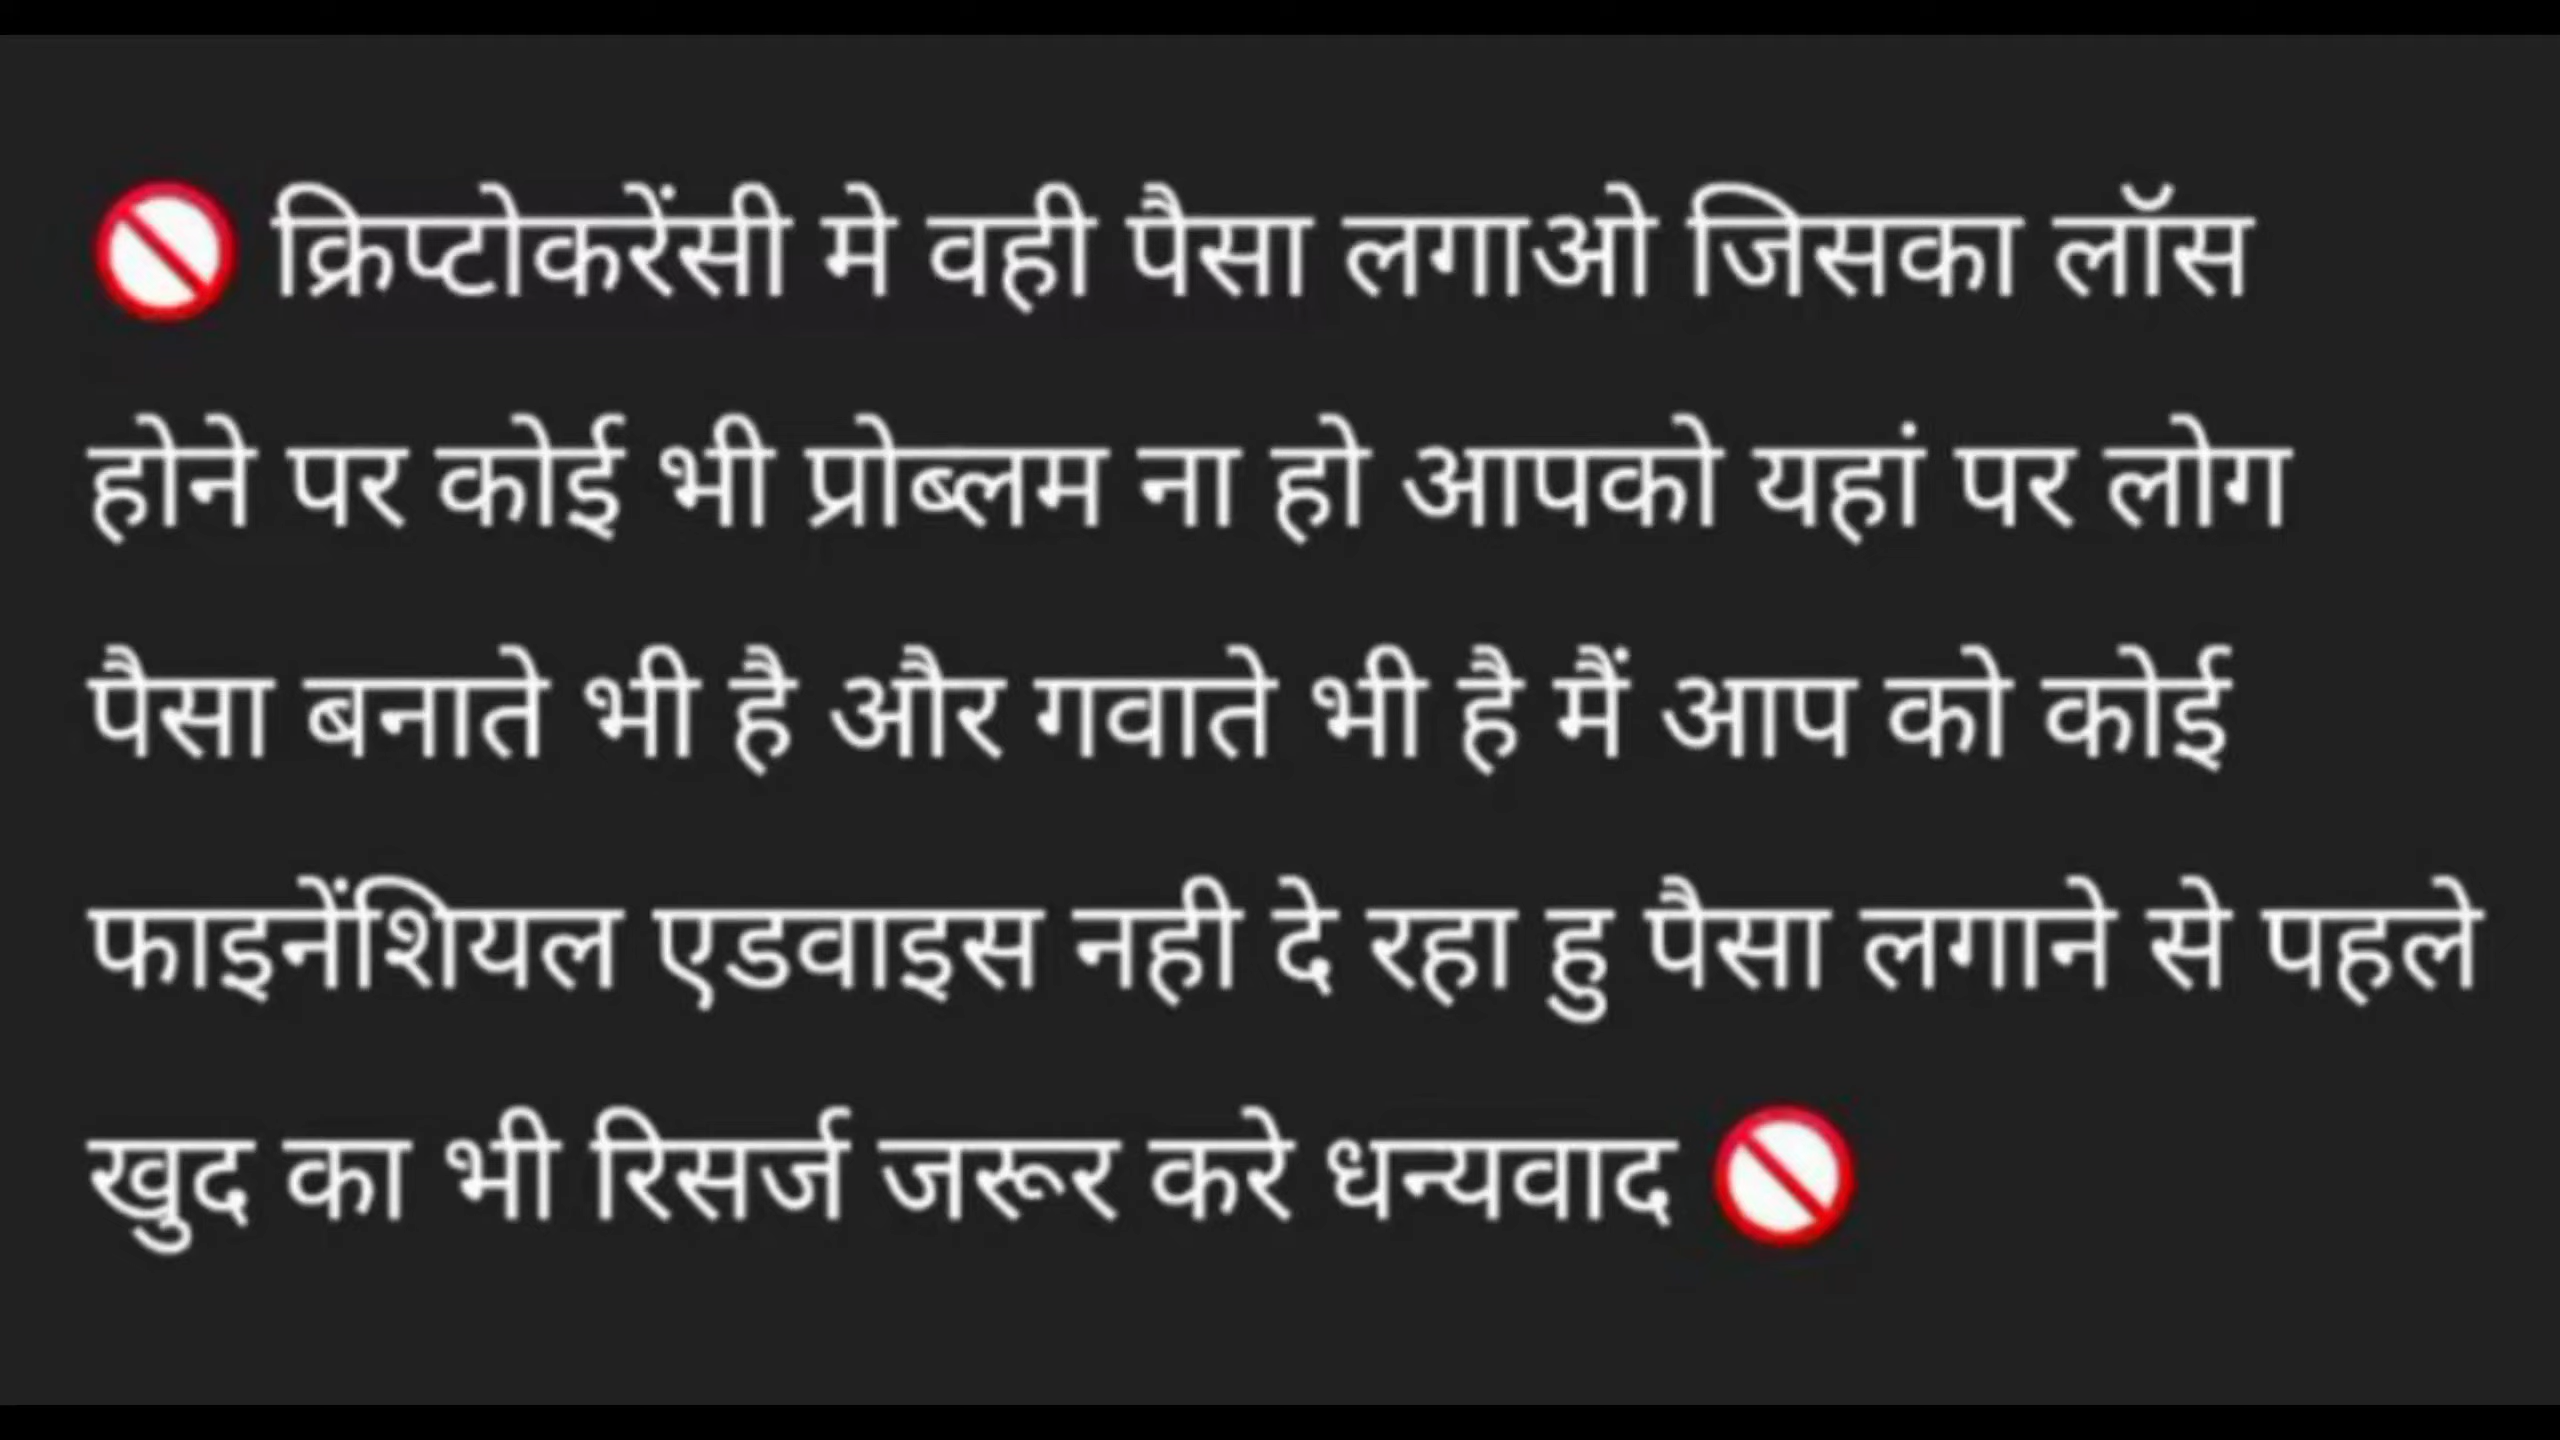 🚫 क्रिप्टोकरेंसी मे वही पैसा लगाओ जिसका लॉस
होने पर कोई भी प्रोब्लम ना हो आपको यहां पर लोग
पैसा बनाते भी है और गवाते भी है मैं आप को कोई
फाइनेंशियल एडवाइस नही दे रहा हु पैसा लगाने से पहले
खुद का भी रिसर्ज जरूर करे धन्यवाद 🚫